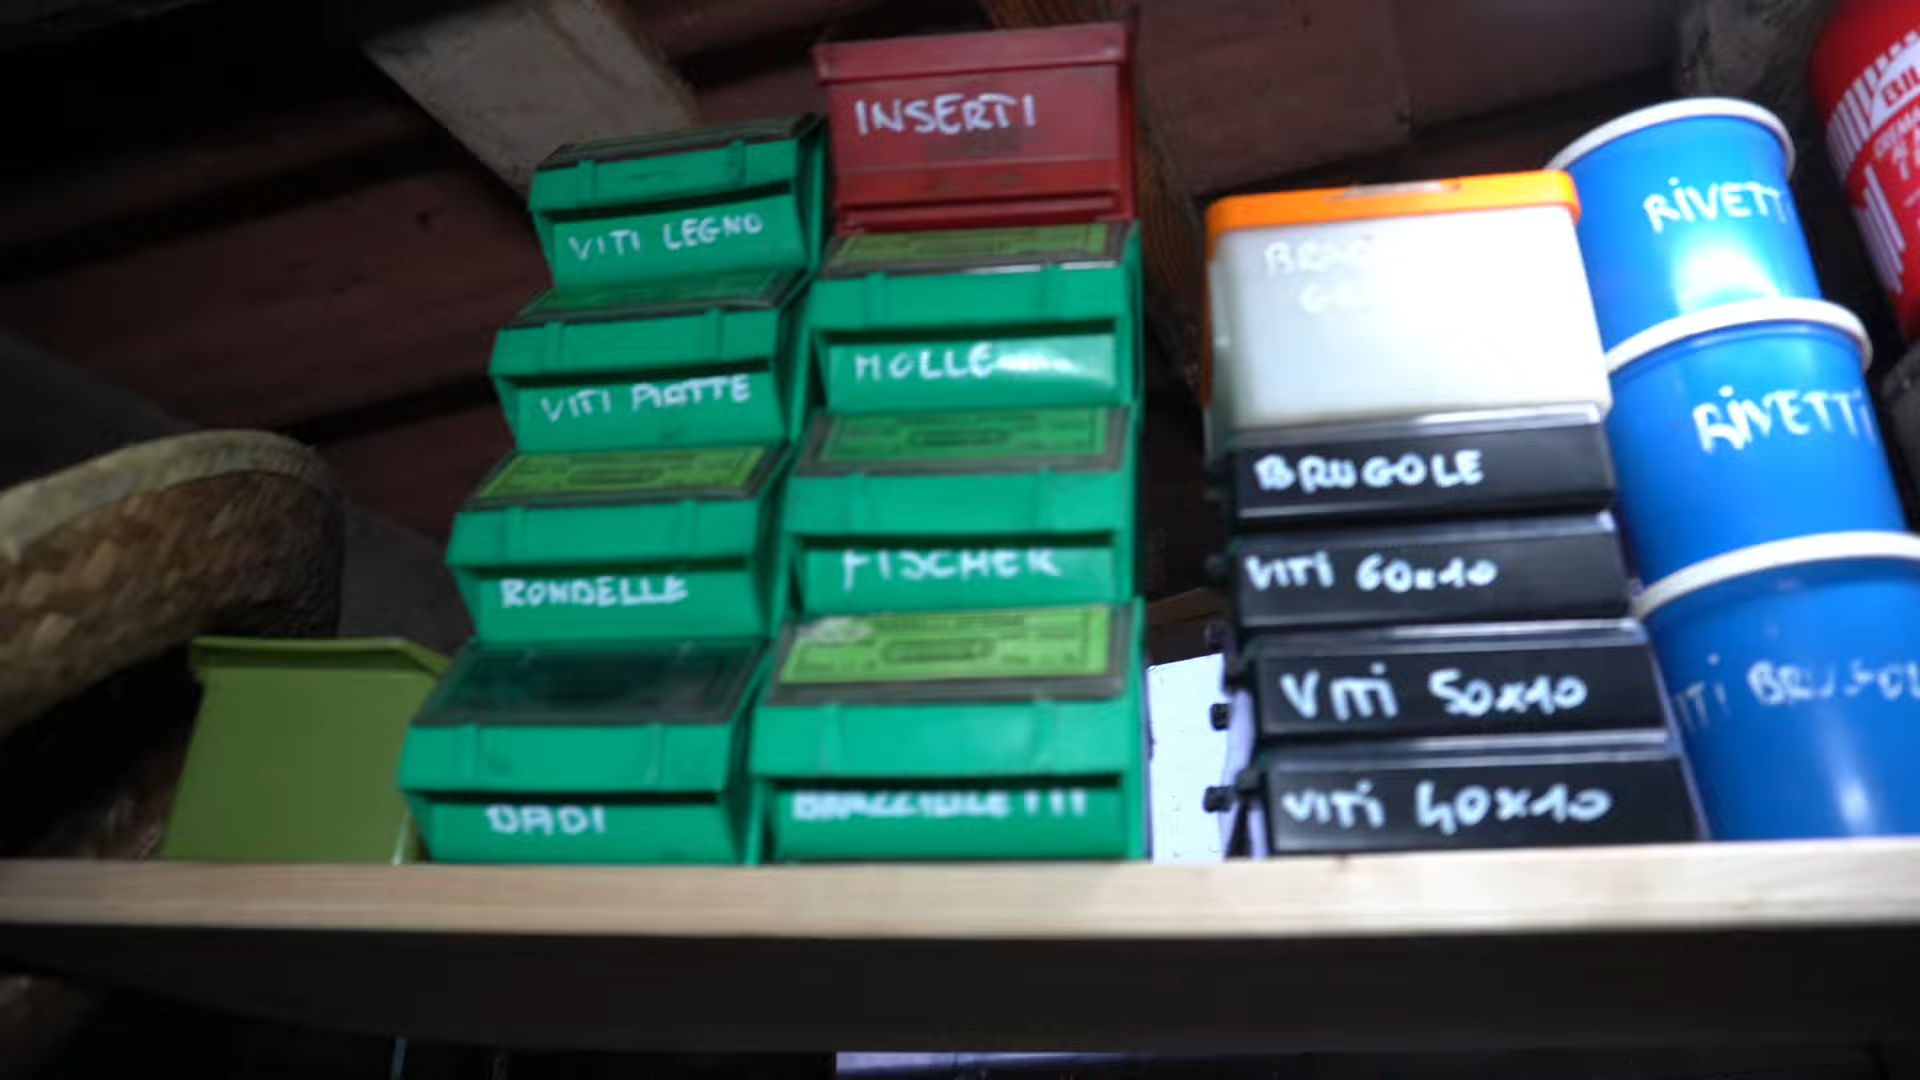 INSERTI
VITI LEGNO
MOLLE
VITI PIATTE
FISCHER
RONDELLE
DADI
BRUGOLE
VITI 60x10
VITI 50x10
VITI 40x10
RIVETTI
RIVETTI